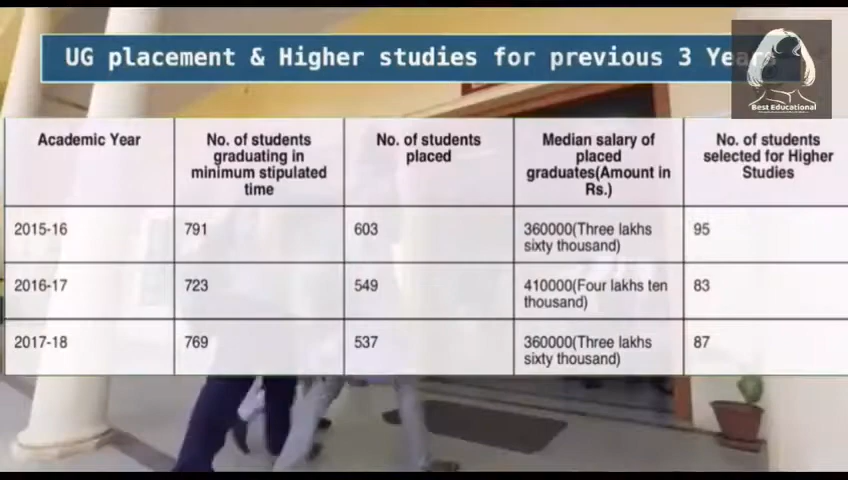 UG placement & Higher studies for previous 3 Years
Best Educational
Academic Year
No. of students
graduating in
minimum stipulated
time
No. of students
placed
Median salary of
placed
graduates(Amount in
Rs.)
No. of students
selected for Higher
Studies
2015-16
791
603
360000(Three lakhs
sixty thousand)
95
2016-17
723
549
410000(Four lakhs ten
thousand)
83
2017-18
769
537
360000(Three lakhs
sixty thousand)
87